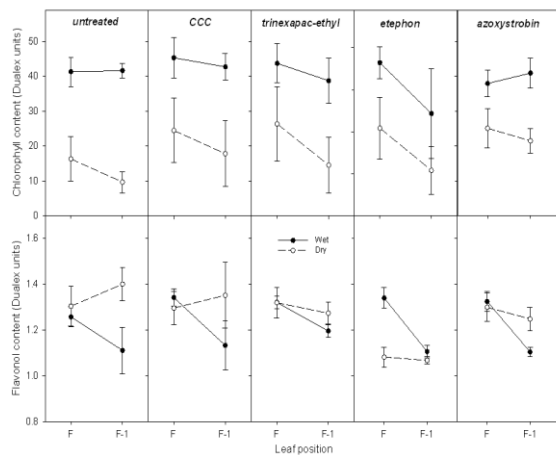 untreated CCC trinexapac-ethyl etephon azoxystrobin
Chlorophyll content (Dualex units)
50
40
30
20
10
0
Flavonol content (Dualex units)
1.6
1.4
1.2
1.0
0.8
Wet
Dry
F F-1 F F-1 F F-1 F F-1 F F-1
Leaf position